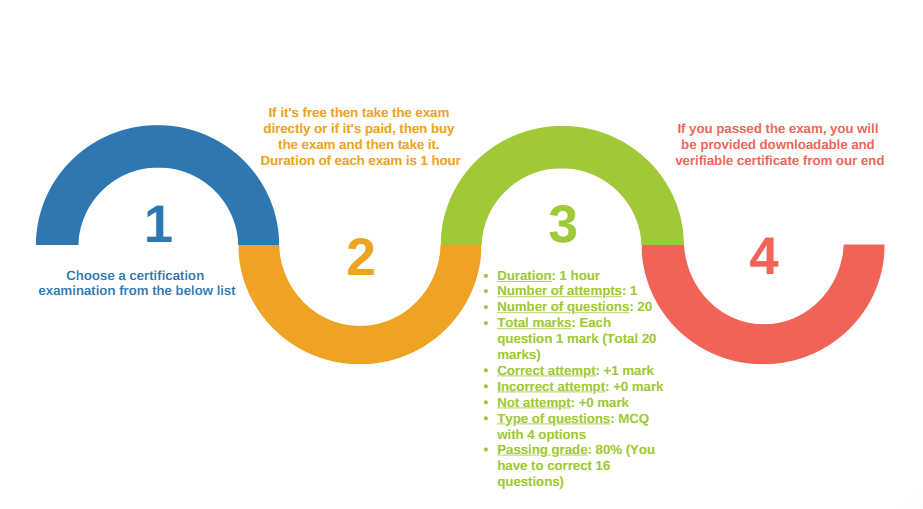 1
Choose a certification
examination from the below list
If it's free then take the exam
directly or if it's paid, then buy
the exam and then take it.
Duration of each exam is 1 hour
2
3
• Duration: 1 hour
• Number of attempts: 1
• Number of questions: 20
• Total marks: Each
question 1 mark (Total 20
marks)
• Correct attempt: +1 mark
• Incorrect attempt: +0 mark
• Not attempt: +0 mark
• Type of questions: MCQ
with 4 options
• Passing grade: 80% (You
have to correct 16
questions)
If you passed the exam, you will
be provided downloadable and
verifiable certificate from our end
4